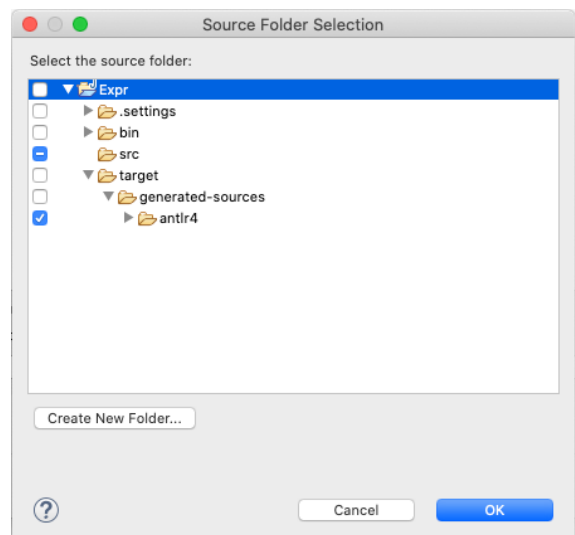 Source Folder Selection
Select the source folder:
Expr
.settings
bin
src
target
generated-sources
antlr4
Create New Folder...
?
Cancel
OK